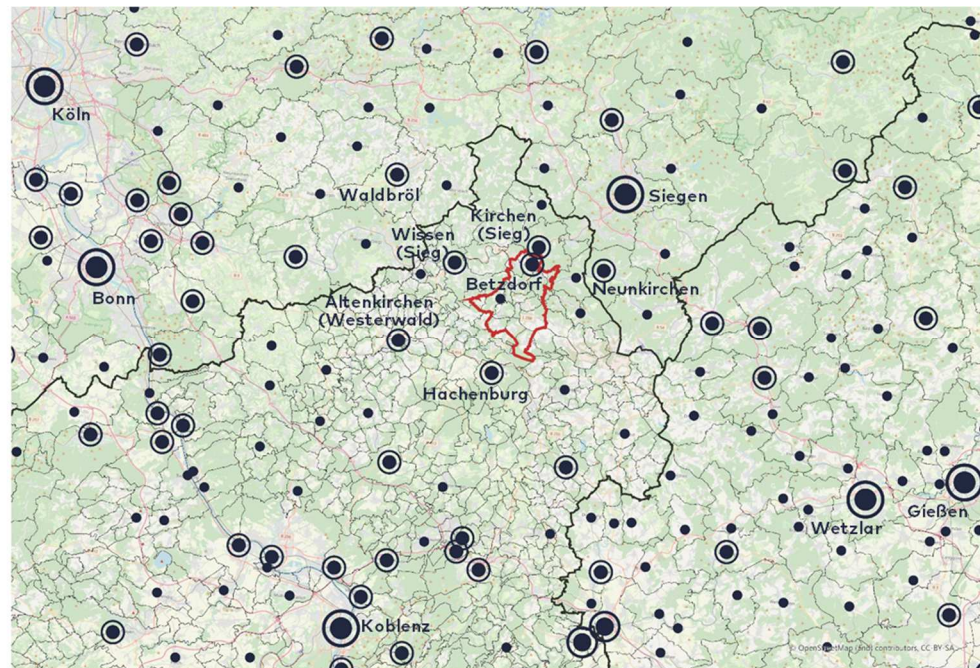 Köln
Waldbröl
Siegen
Kirchen
(Sieg)
Wissen
(Sieg)
Bonn
Betzdorf
Neunkirchen
Altenkirchen
(Westerwald)
Hachenburg
Gießen
Wetzlar
Koblenz
© OpenStreetMap (and) contributors, CC-BY-SA